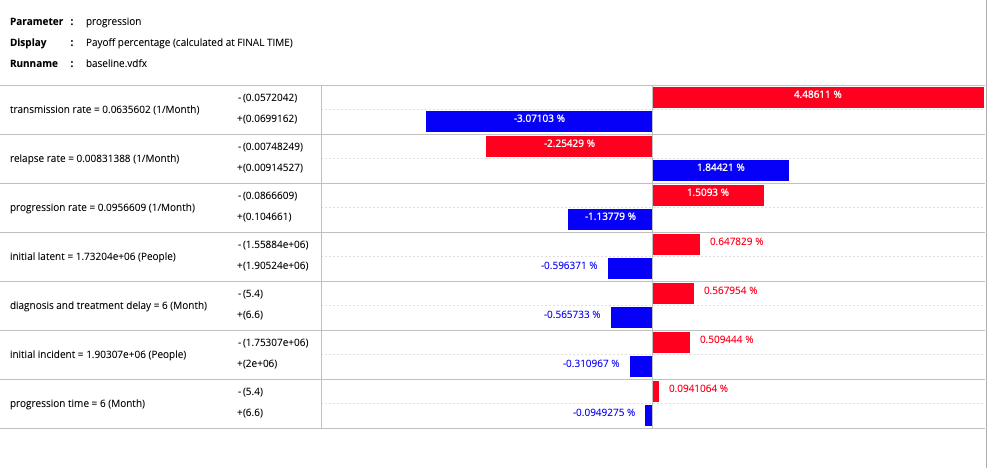 Parameter : progression
Display : Payoff percentage (calculated at FINAL TIME)
Runname : baseline.vdfx
transmission rate = 0.0635602 (1/Month)
-(0.0572042)
4.48611 %
+(0.0699162)
-3.07103 %
relapse rate = 0.00831388 (1/Month)
-(0.00748249)
-2.25429 %
+(0.00914527)
1.84421 %
progression rate = 0.0956609 (1/Month)
-(0.0866609)
1.5093 %
+(0.104661)
-1.13779 %
initial latent = 1.73204e+06 (People)
-(1.55884e+06)
0.647829 %
+(1.90524e+06)
-0.596371 %
diagnosis and treatment delay = 6 (Month)
-(5.4)
0.567954 %
+(6.6)
-0.565733 %
initial incident = 1.90307e+06 (People)
-(1.75307e+06)
0.509444 %
+(2e+06)
-0.310967 %
progression time = 6 (Month)
-(5.4)
0.0941064 %
+(6.6)
-0.0949275 %